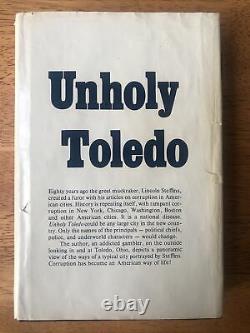 Unholy
Toledo
Eighty years ago the great muckraker, Lincoln Steffens,
created a furor with his articles on corruption in Amer-
ican cities. History is repeating itself, with rampant cor-
ruption in New York, Chicago, Washington, Boston
and other American cities. It is a national disease.
Unholy Toledo could be any large city in the new coun-
try. Only the names of the principals — political chiefs,
police, and underworld characters — would change.
The author, an addicted gambler, on the outside
looking in and at Toledo, Ohio, depicts a panoramic
view of the ways of a typical city portrayed by Steffens.
Corruption has become an American way of life!
© ebay.com